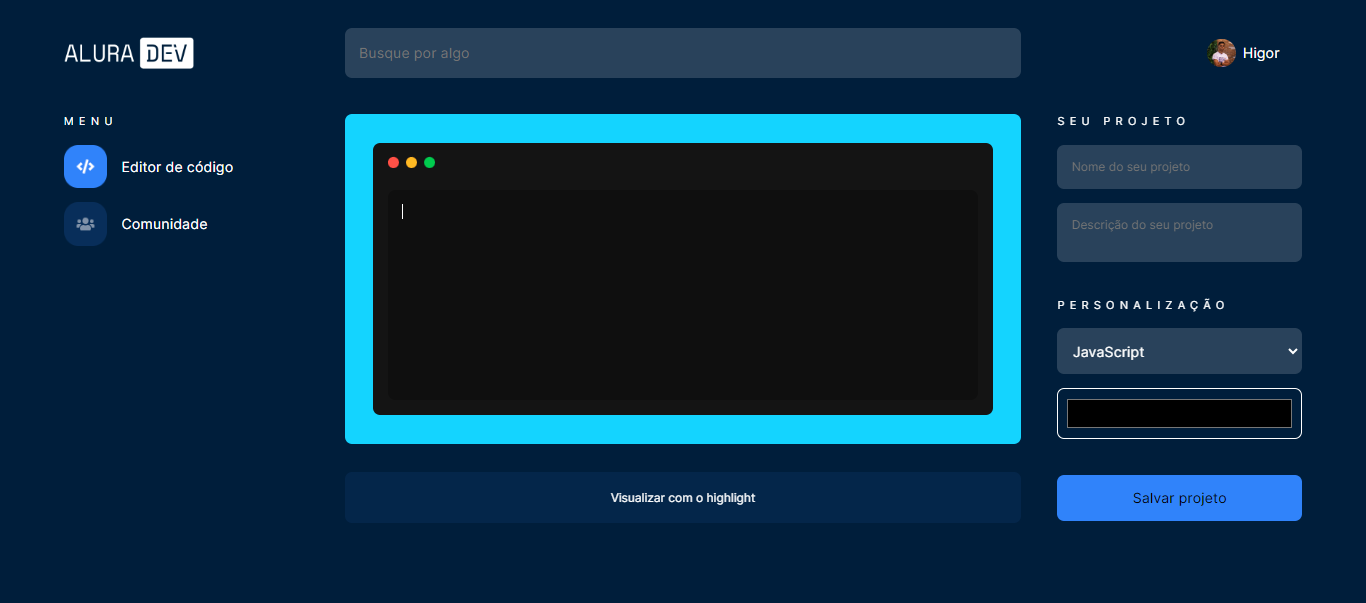 ALURA DEV
Busque por algo
Higor
MENU
Editor de código
Comunidade
Visualizar com o highlight
SEU PROJETO
Nome do seu projeto
Descrição do seu projeto
PERSONALIZAÇÃO
JavaScript
Salvar projeto